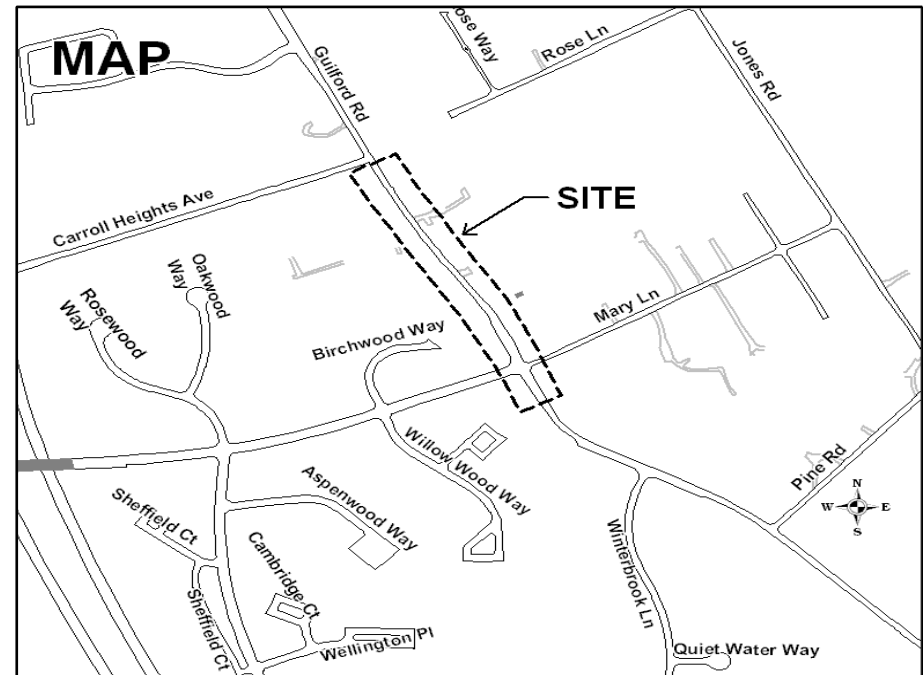 MAP
Guilford Rd
ose Way
Rose Ln
Jones Rd
Carroll Heights Ave
SITE
Oakwood
Way
Rosewood
Way
Birchwood Way
Mary Ln
Willow Wood Way
Aspenwood Way
Sheffield Ct
Cambridge Ct
Sheffield Ct
Wellington Pl
Winterbrook Ln
Pine Rd
N
W E
S
Quiet Water Way